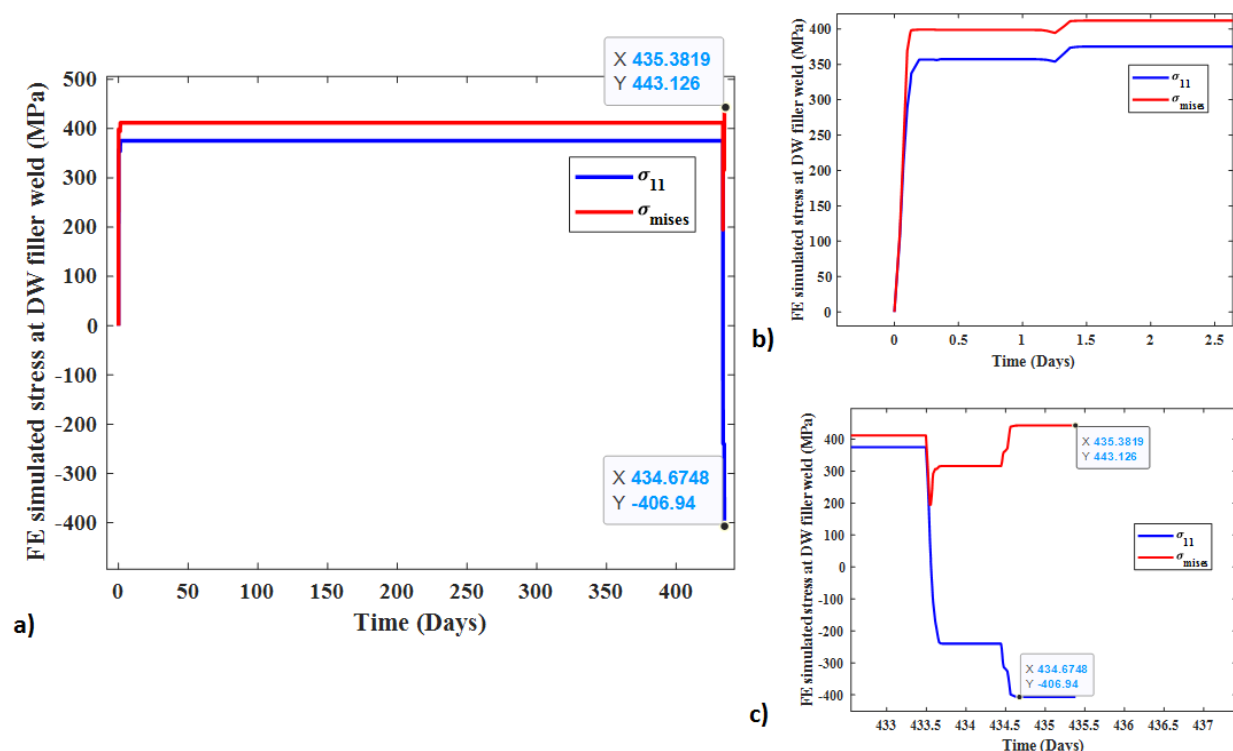 FE simulated stress at DW filler weld (MPa)
500
400
300
200
100
0
-100
-200
-300
-400
X 435.3819
Y 443.126
σ11
σmises
X 434.6748
Y -406.94
0 50 100 150 200 250 300 350 400
Time (Days)
a)
FE simulated stress at DW filler weld (MPa)
400
350
300
250
200
150
100
50
0
σ11
σmises
0 0.5 1 1.5 2 2.5
Time (Days)
b)
FE simulated stress at DW filler weld (MPa)
400
300
200
100
0
-100
-200
-300
-400
X 435.3819
Y 443.126
σ11
σmises
X 434.6748
Y -406.94
433 433.5 434 434.5 435 435.5 436 436.5 437
Time (Days)
c)